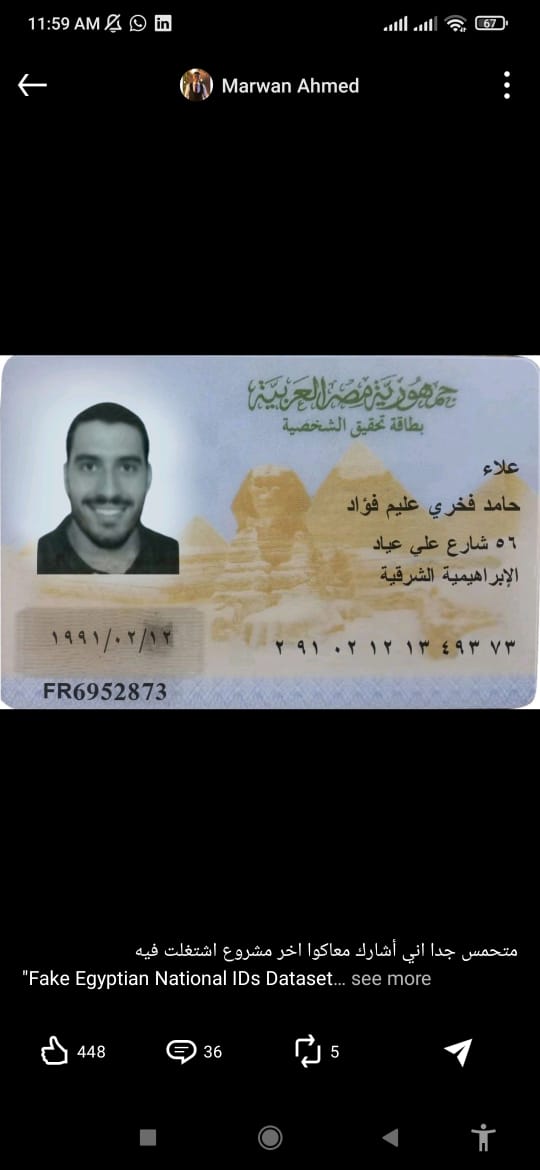 11:59 AM
67
Marwan Ahmed
جمهورية مصر العربية
بطاقة تحقيق الشخصية
علاء
حامد فخري عليم فؤاد
٥٦ شارع علي عياد
الإبراهيمية الشرقية
١٩٩١/٠٢/١٢
٢ ٩١ ٠٢ ١٢ ١٣ ٤٩٣ ٧٣
FR6952873
متحمس جدا اني أشارك معاكوا اخر مشروع اشتغلت فيه
"Fake Egyptian National IDs Dataset... see more
448
36
5